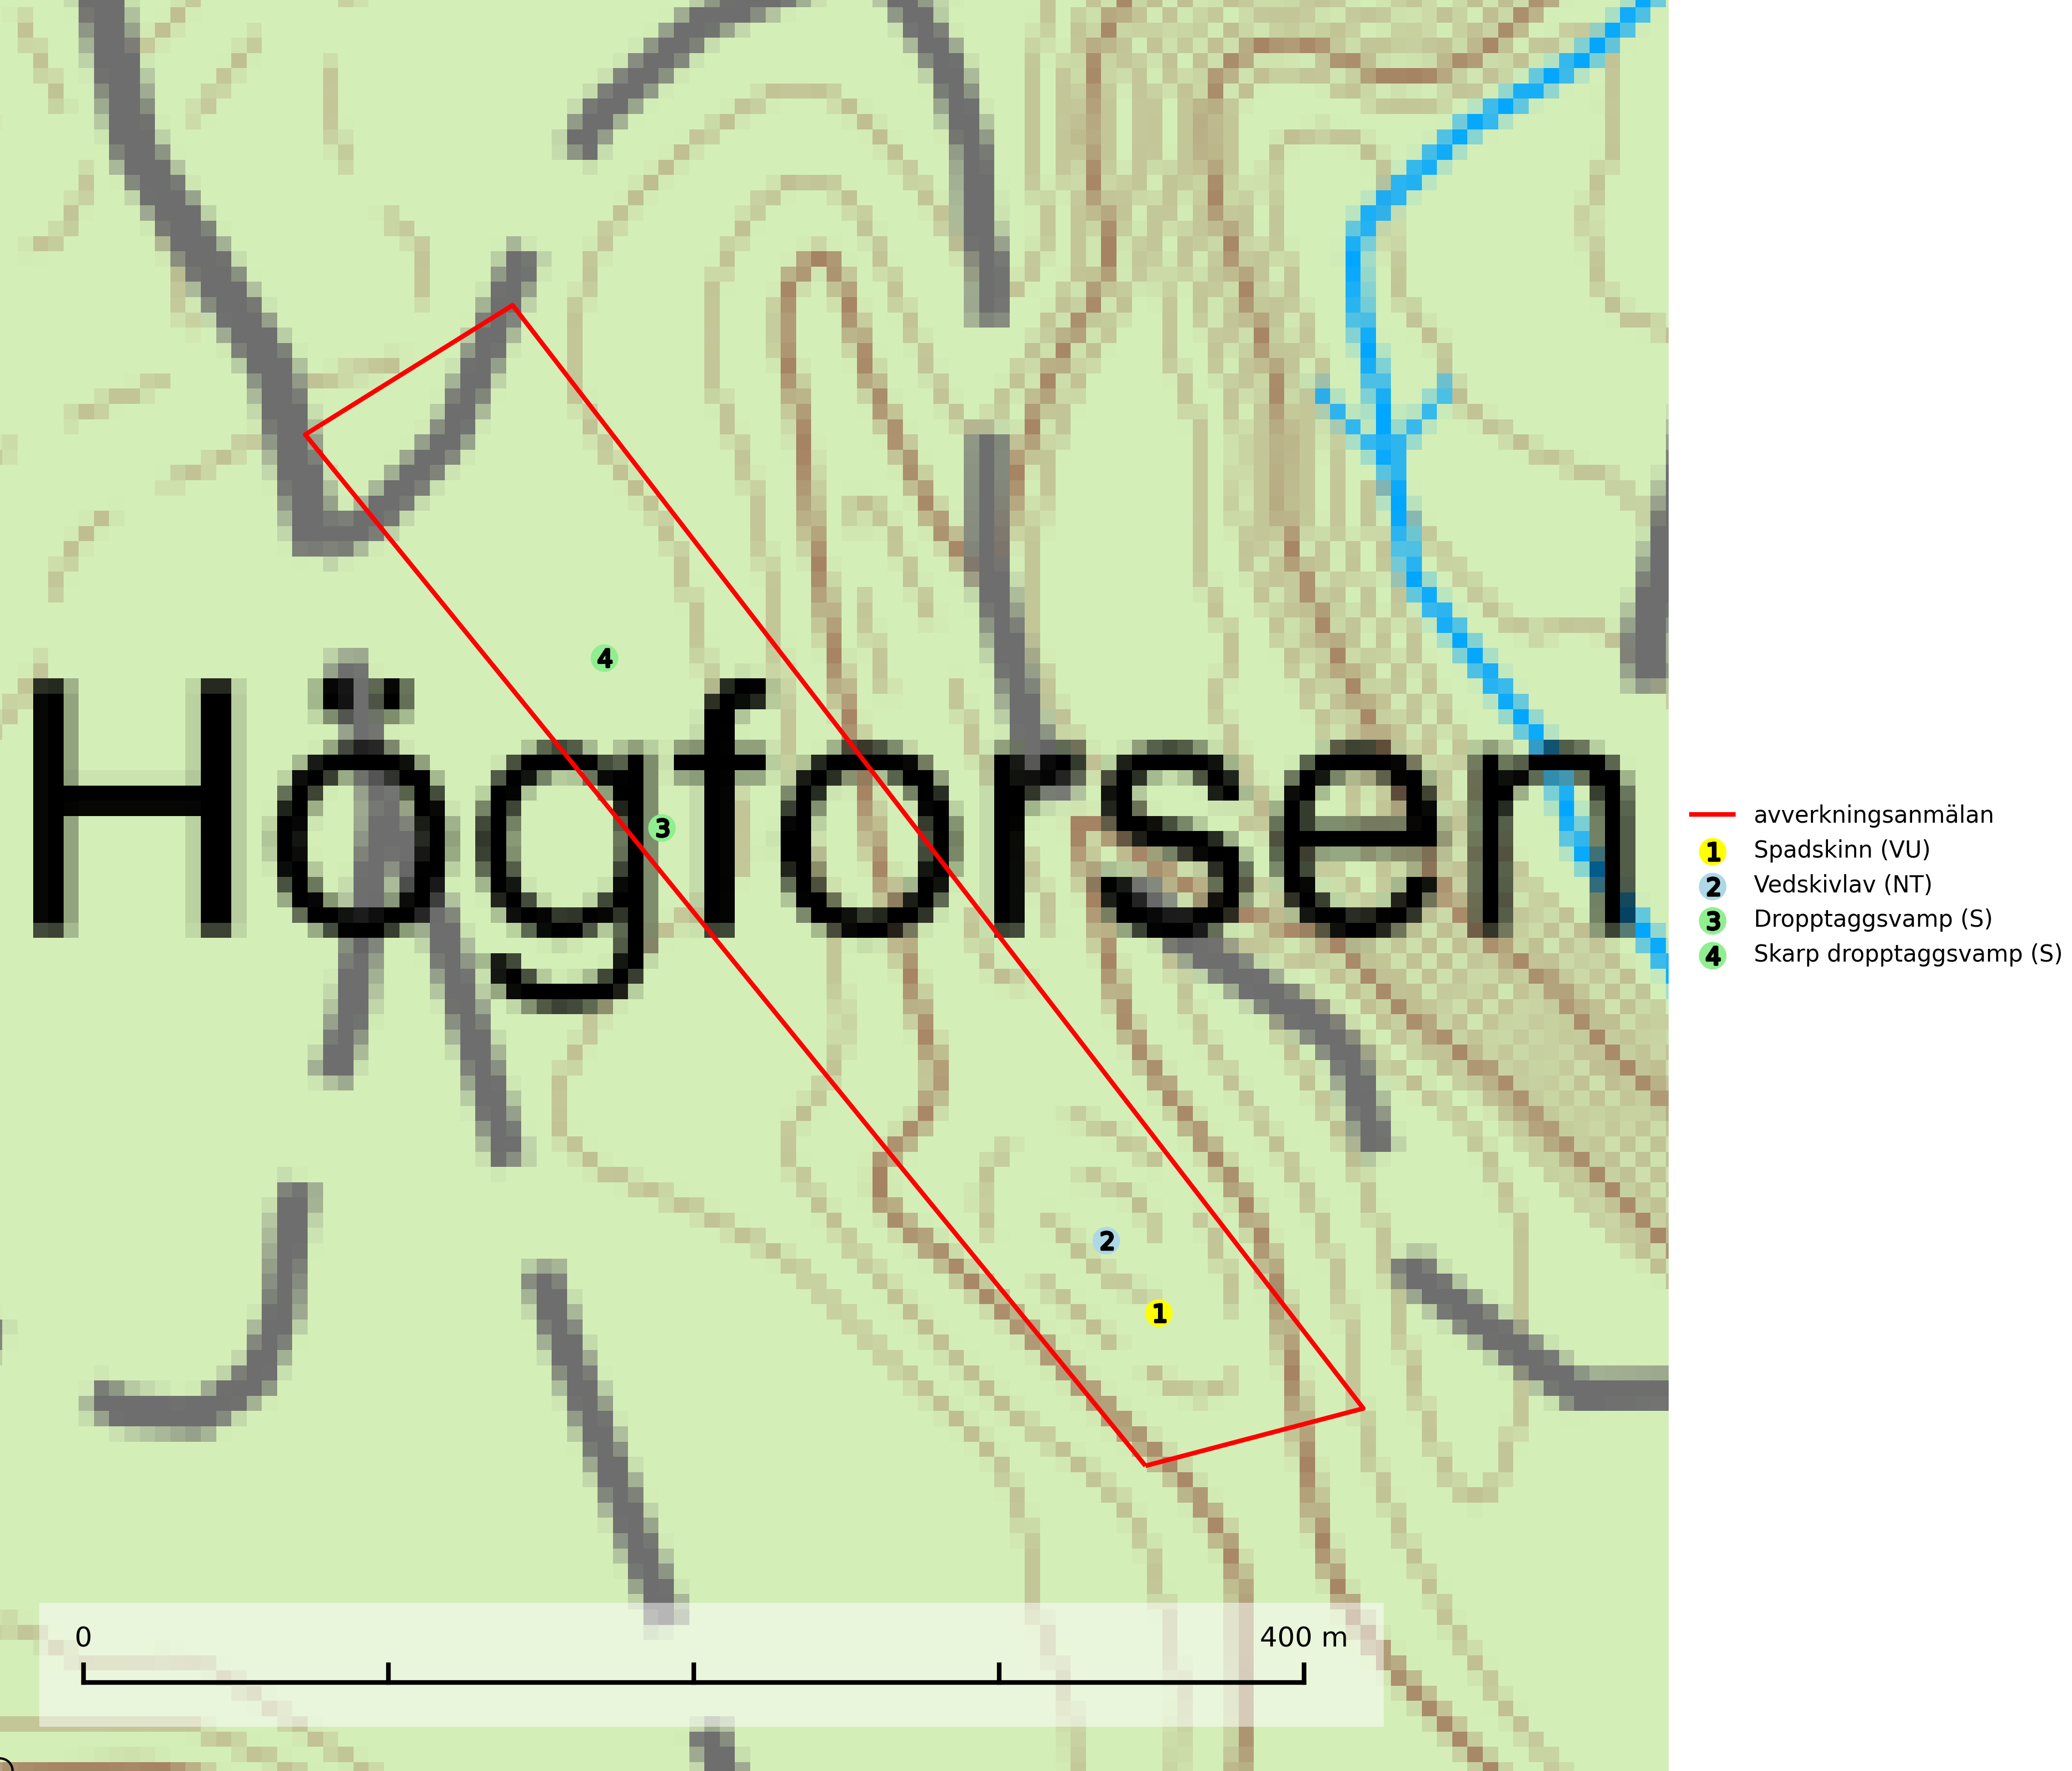 4
Högforsen
3
2
1
avverkningsanmälan
1 Spadskinn (VU)
2 Vedskivlav (NT)
3 Dropptaggsvamp (S)
4 Skarp dropptaggsvamp (S)
0 400 m